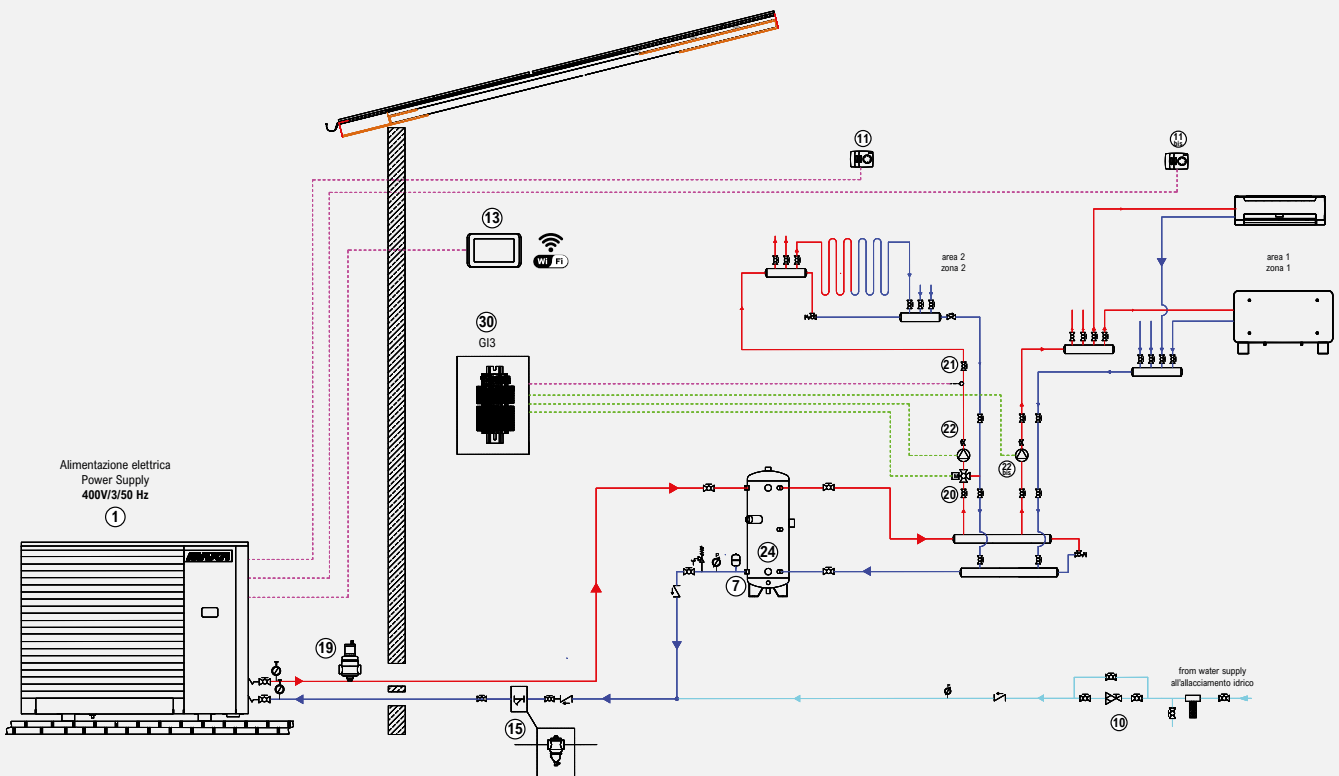 11
11
bis
13
Wi Fi
area 2
zona 2
area 1
zona 1
30
GI3
21
22
22
bis
20
Alimentazione elettrica
Power Supply
400V/3/50 Hz
1
24
7
19
from water supply
all'allacciamento idrico
15
10